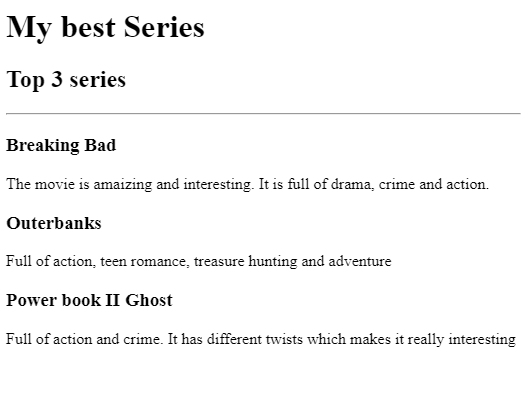 My best Series
Top 3 series
Breaking Bad
The movie is amaizing and interesting. It is full of drama, crime and action.
Outerbanks
Full of action, teen romance, treasure hunting and adventure
Power book II Ghost
Full of action and crime. It has different twists which makes it really interesting